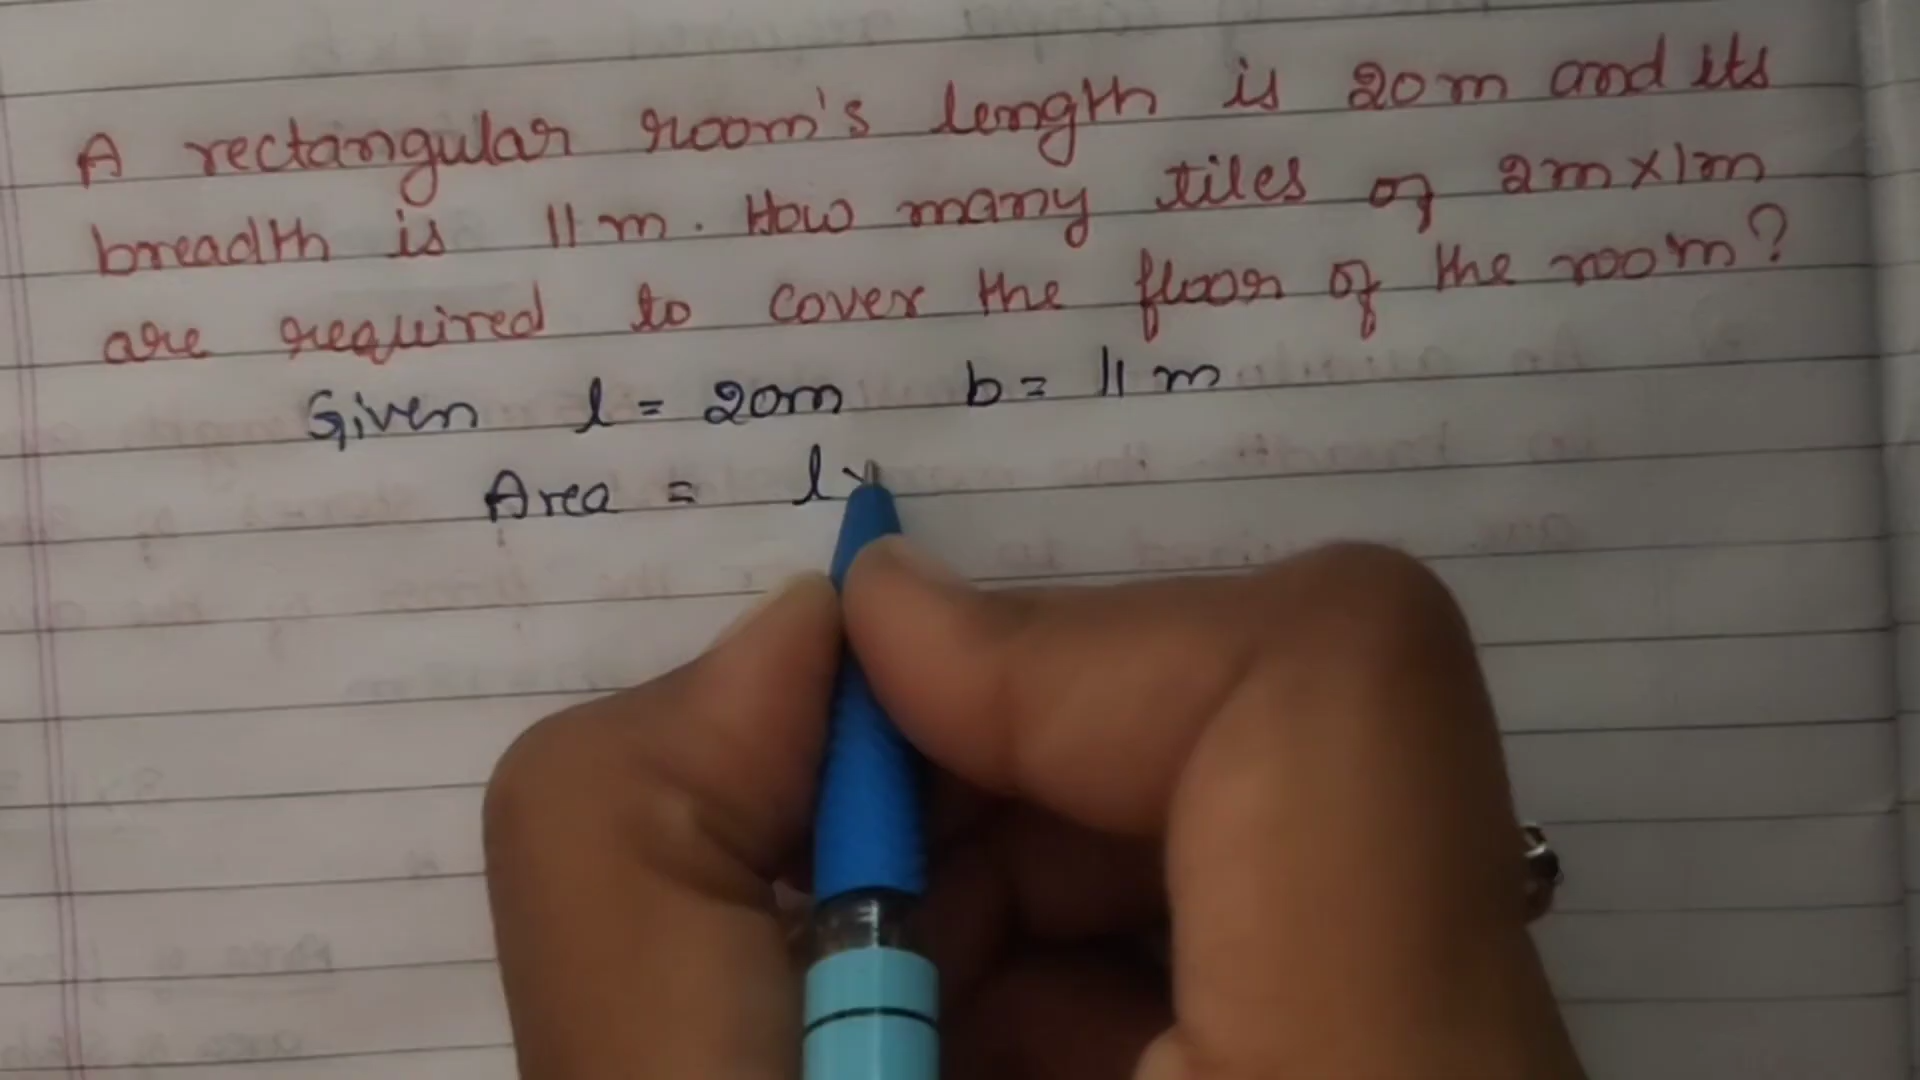 A rectangular room's length is 20m and its
breadth is 11m. How many tiles of 2m×1m
are required to cover the floor of the room?
Given l = 20m b = 11m
Area = l×